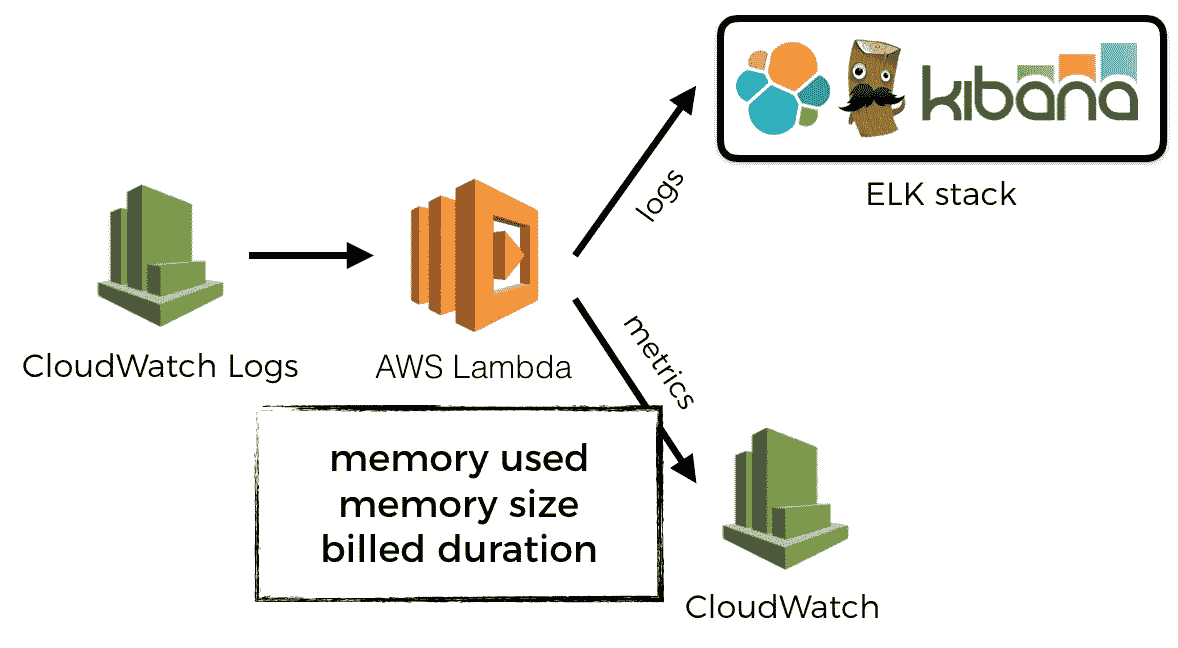 kibana
ELK stack
logs
CloudWatch Logs
AWS Lambda
metrics
memory used
memory size
billed duration
CloudWatch